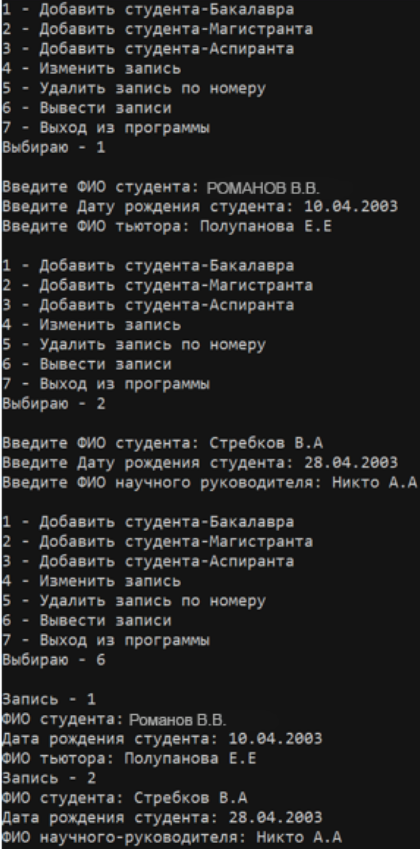 1 - Добавить студента-Бакалавра
2 - Добавить студента-Магистранта
3 - Добавить студента-Аспиранта
4 - Изменить запись
5 - Удалить запись по номеру
6 - Вывести записи
7 - Выход из программы
Выбираю - 1
Введите ФИО студента: РОМАНОВ В.В.
Введите Дату рождения студента: 10.04.2003
Введите ФИО тьютора: Полупанова Е.Е
1 - Добавить студента-Бакалавра
2 - Добавить студента-Магистранта
3 - Добавить студента-Аспиранта
4 - Изменить запись
5 - Удалить запись по номеру
6 - Вывести записи
7 - Выход из программы
Выбираю - 2
Введите ФИО студента: Стребков В.А
Введите Дату рождения студента: 28.04.2003
Введите ФИО научного руководителя: Никто А.А
1 - Добавить студента-Бакалавра
2 - Добавить студента-Магистранта
3 - Добавить студента-Аспиранта
4 - Изменить запись
5 - Удалить запись по номеру
6 - Вывести записи
7 - Выход из программы
Выбираю - 6
Запись - 1
ФИО студента: Романов В.В.
Дата рождения студента: 10.04.2003
ФИО тьютора: Полупанова Е.Е
Запись - 2
ФИО студента: Стребков В.А
Дата рождения студента: 28.04.2003
ФИО научного-руководителя: Никто А.А